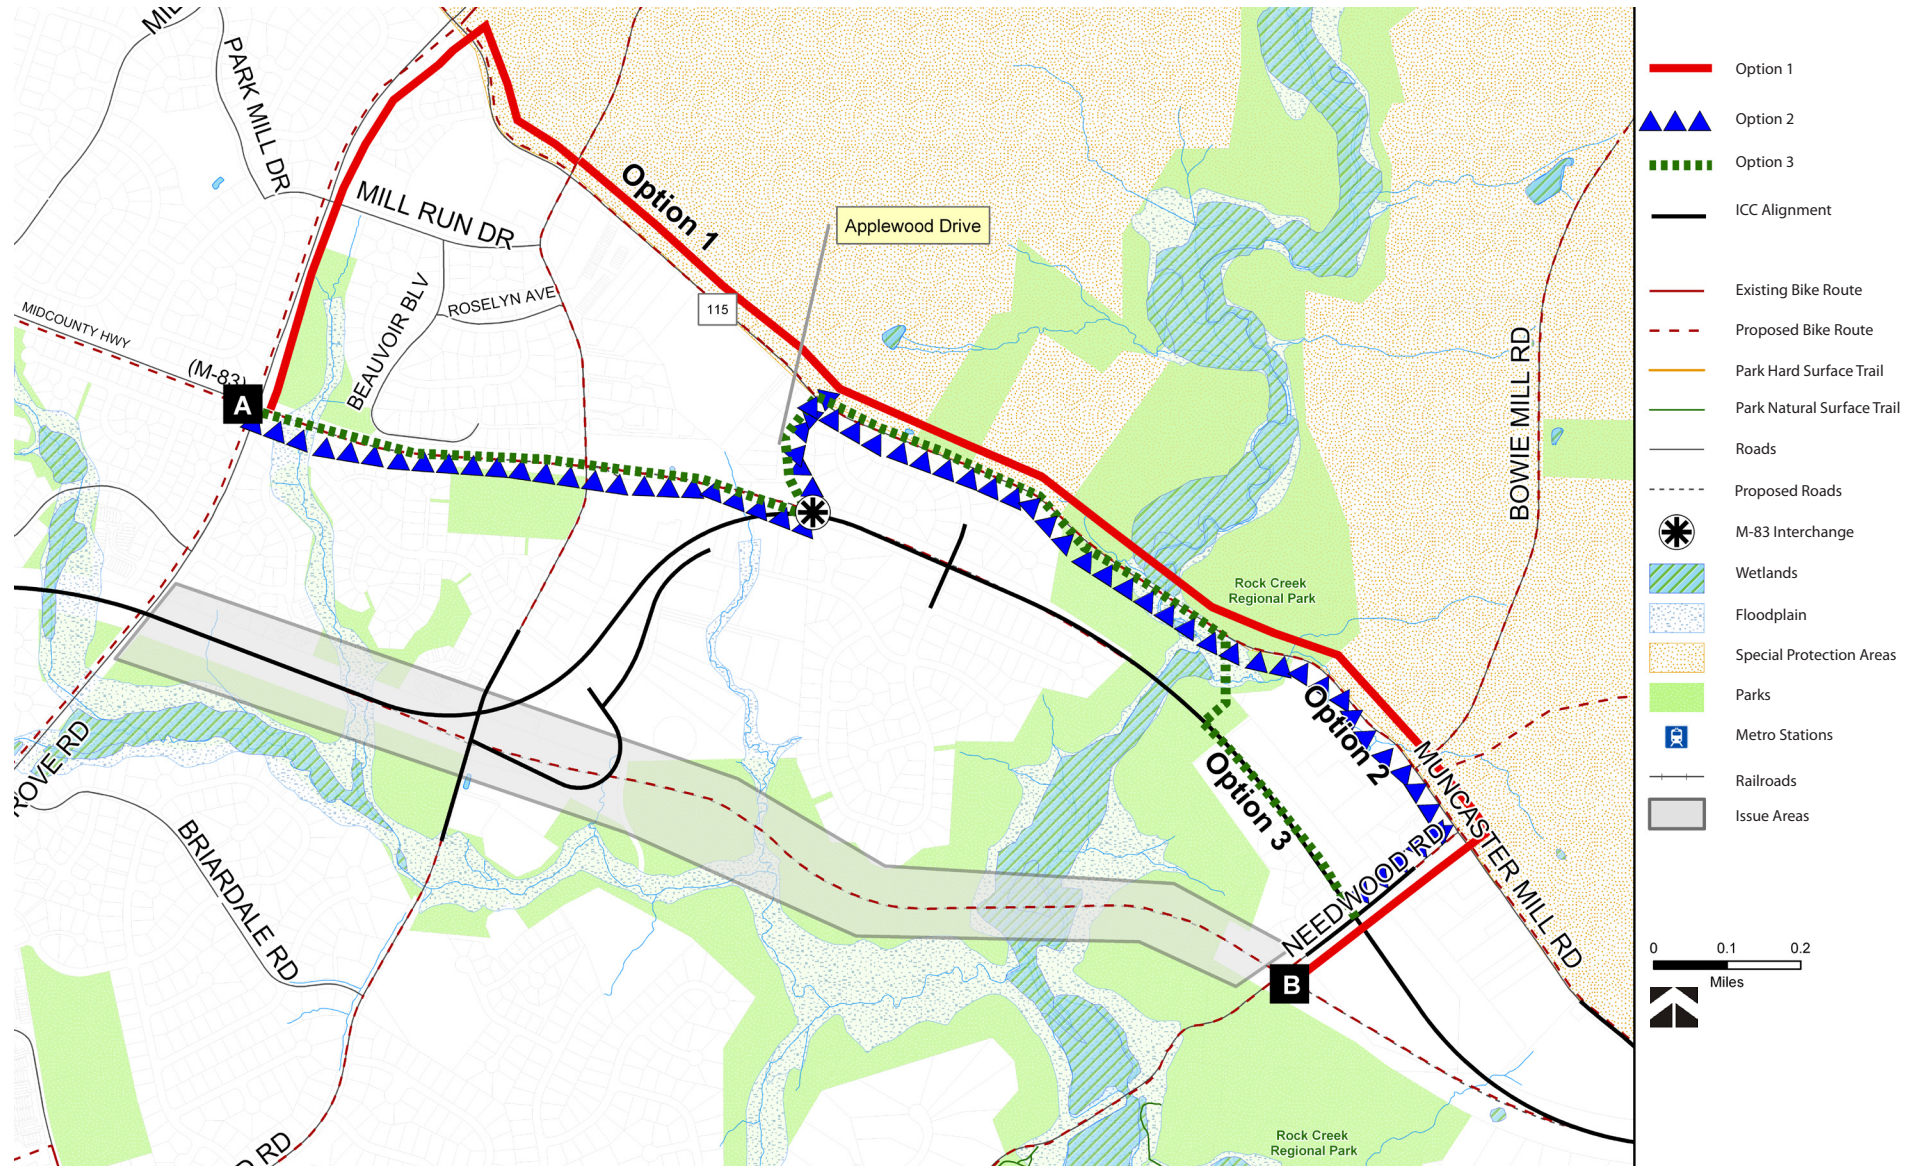 MIL
PARK MILL DR
MILL RUN DR
Option 1
Applewood Drive
BEAUVOIR BLV
ROSELYN AVE
115
MIDCOUNTY HWY
(M-83)
A
BOWIE MILL RD
Rock Creek
Regional Park
Option 2
Option 3
MUNCASTER MILL RD
NEEDWOOD RD
B
ROVE RD
BRIARDALE RD
D RD
Rock Creek
Regional Park
Option 1
Option 2
Option 3
ICC Alignment
Existing Bike Route
Proposed Bike Route
Park Hard Surface Trail
Park Natural Surface Trail
Roads
Proposed Roads
M-83 Interchange
Wetlands
Floodplain
Special Protection Areas
Parks
Metro Stations
Railroads
Issue Areas
0 0.1 0.2
Miles